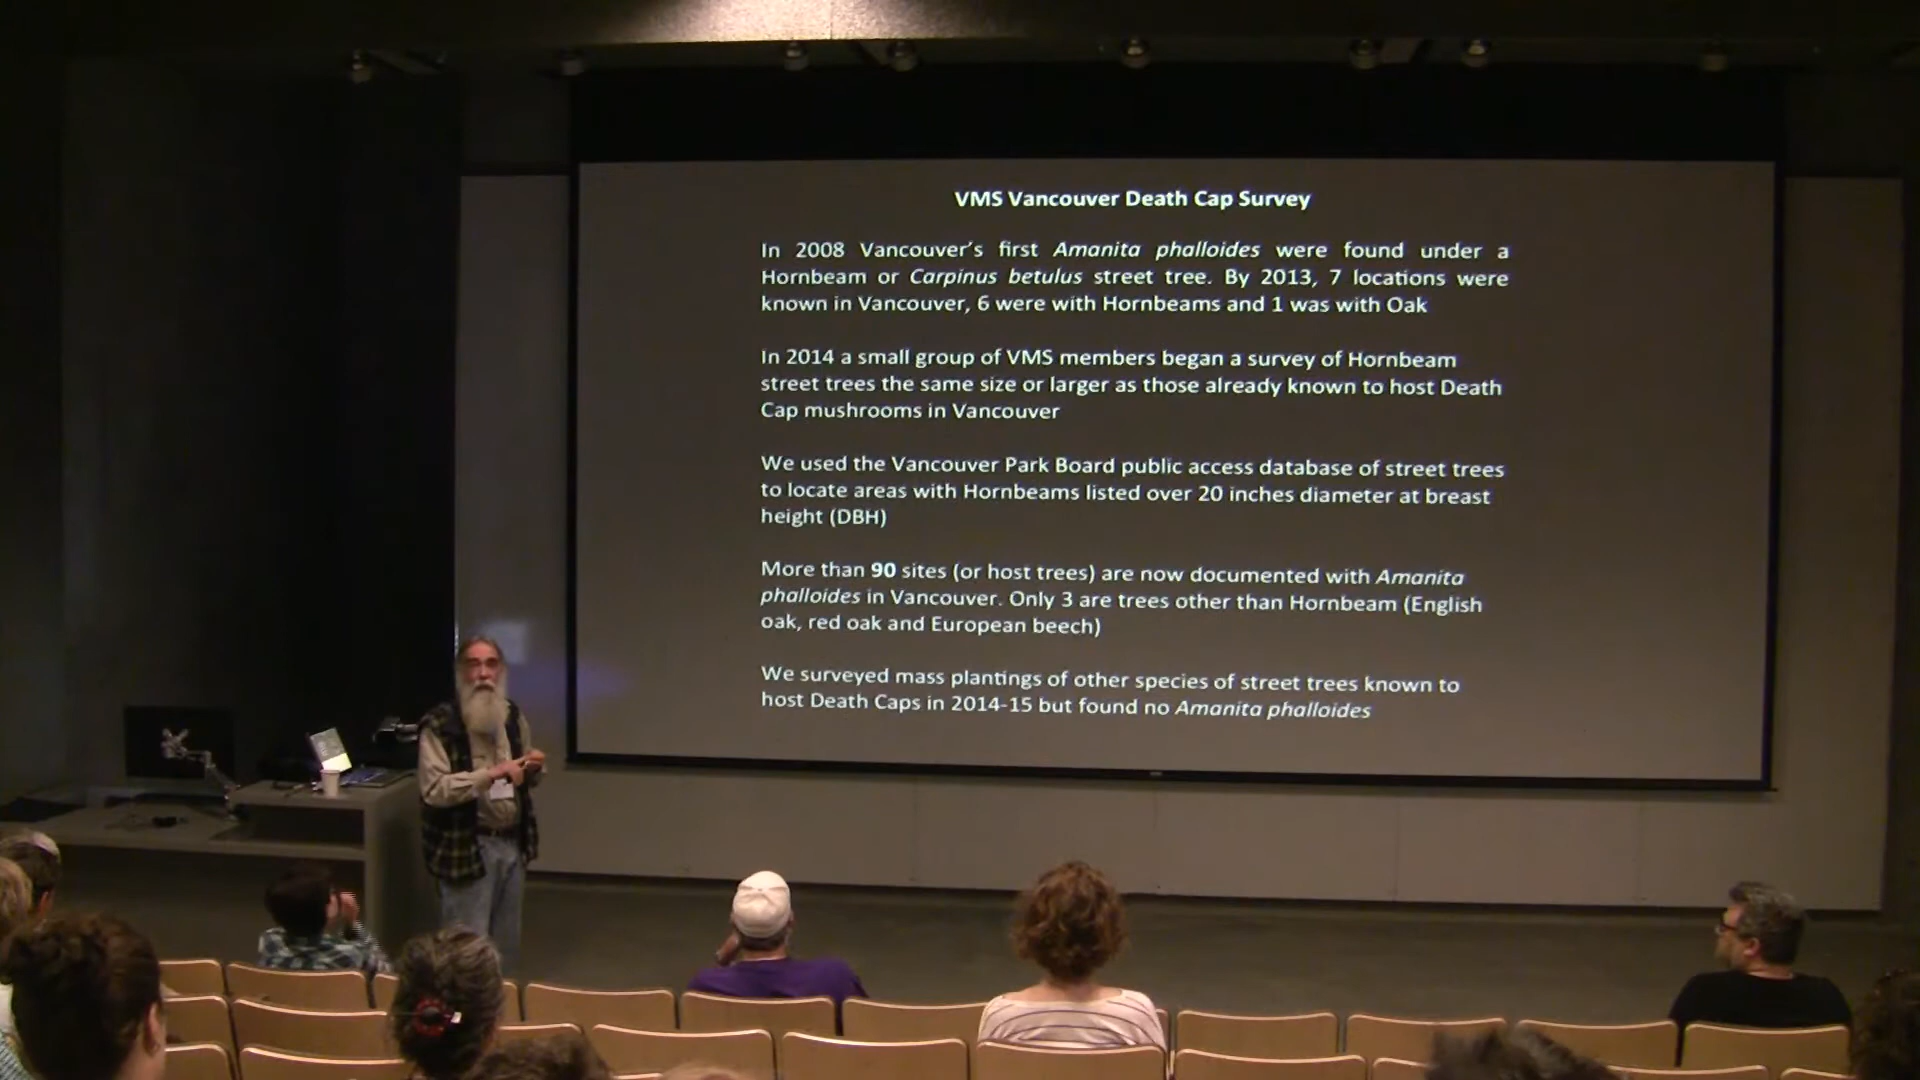 VMS Vancouver Death Cap Survey
In 2008 Vancouver's first Amanita phalloides were found under a
Hornbeam or Carpinus betulus street tree. By 2013, 7 locations were
known in Vancouver, 6 were with Hornbeams and 1 was with Oak
In 2014 a small group of VMS members began a survey of Hornbeam
street trees the same size or larger as those already known to host Death
Cap mushrooms in Vancouver
We used the Vancouver Park Board public access database of street trees
to locate areas with Hornbeams listed over 20 inches diameter at breast
height (DBH)
More than 90 sites (or host trees) are now documented with Amanita
phalloides in Vancouver. Only 3 are trees other than Hornbeam (English
oak, red oak and European beech)
We surveyed mass plantings of other species of street trees known to
host Death Caps in 2014-15 but found no Amanita phalloides